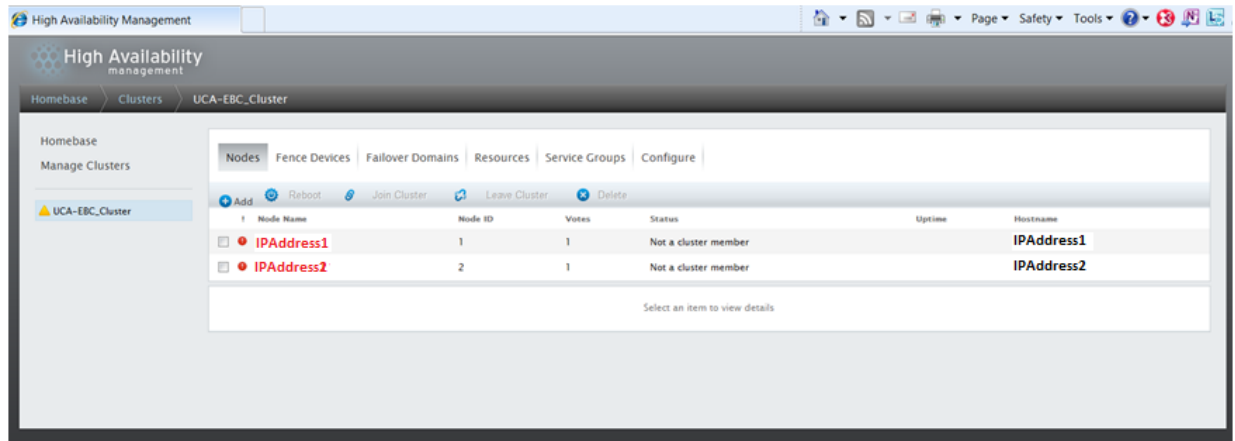 High Availability Management
Page Safety Tools
High Availability
management
Homebase Clusters UCA-EBC_Cluster
Homebase
Manage Clusters
UCA-EBC_Cluster
Nodes Fence Devices Failover Domains Resources Service Groups Configure
Add Reboot Join Cluster Leave Cluster Delete
! Node Name Node ID Votes Status Uptime Hostname
IPAddress1 1 1 Not a cluster member IPAddress1
IPAddress2 2 1 Not a cluster member IPAddress2
Select an item to view details